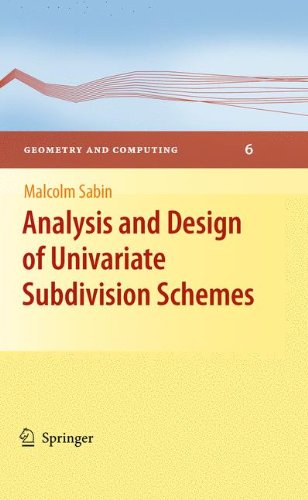 GEOMETRY AND COMPUTING 6
Malcolm Sabin
Analysis and Design
of Univariate
Subdivision Schemes
Springer